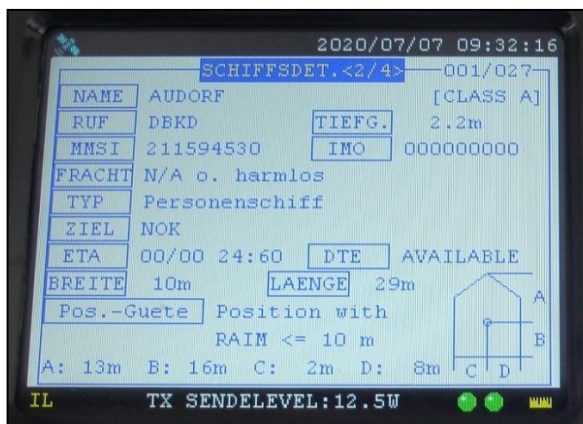 2020/07/07 09:32:16
SCHIFFSDET.<2/4> 001/027
NAME AUDORF [CLASS A]
RUF DBKD TIEFG. 2.2m
MMSI 211594530 IMO 000000000
FRACHT N/A o. harmlos
TYP Personenschiff
ZIEL NOK
ETA 00/00 24:60 DTE AVAILABLE
BREITE 10m LAENGE 29m
Pos.-Guete Position with
RAIM <= 10 m
A
B
A: 13m B: 16m C: 2m D: 8m C D
IL TX SENDELEVEL:12.5W